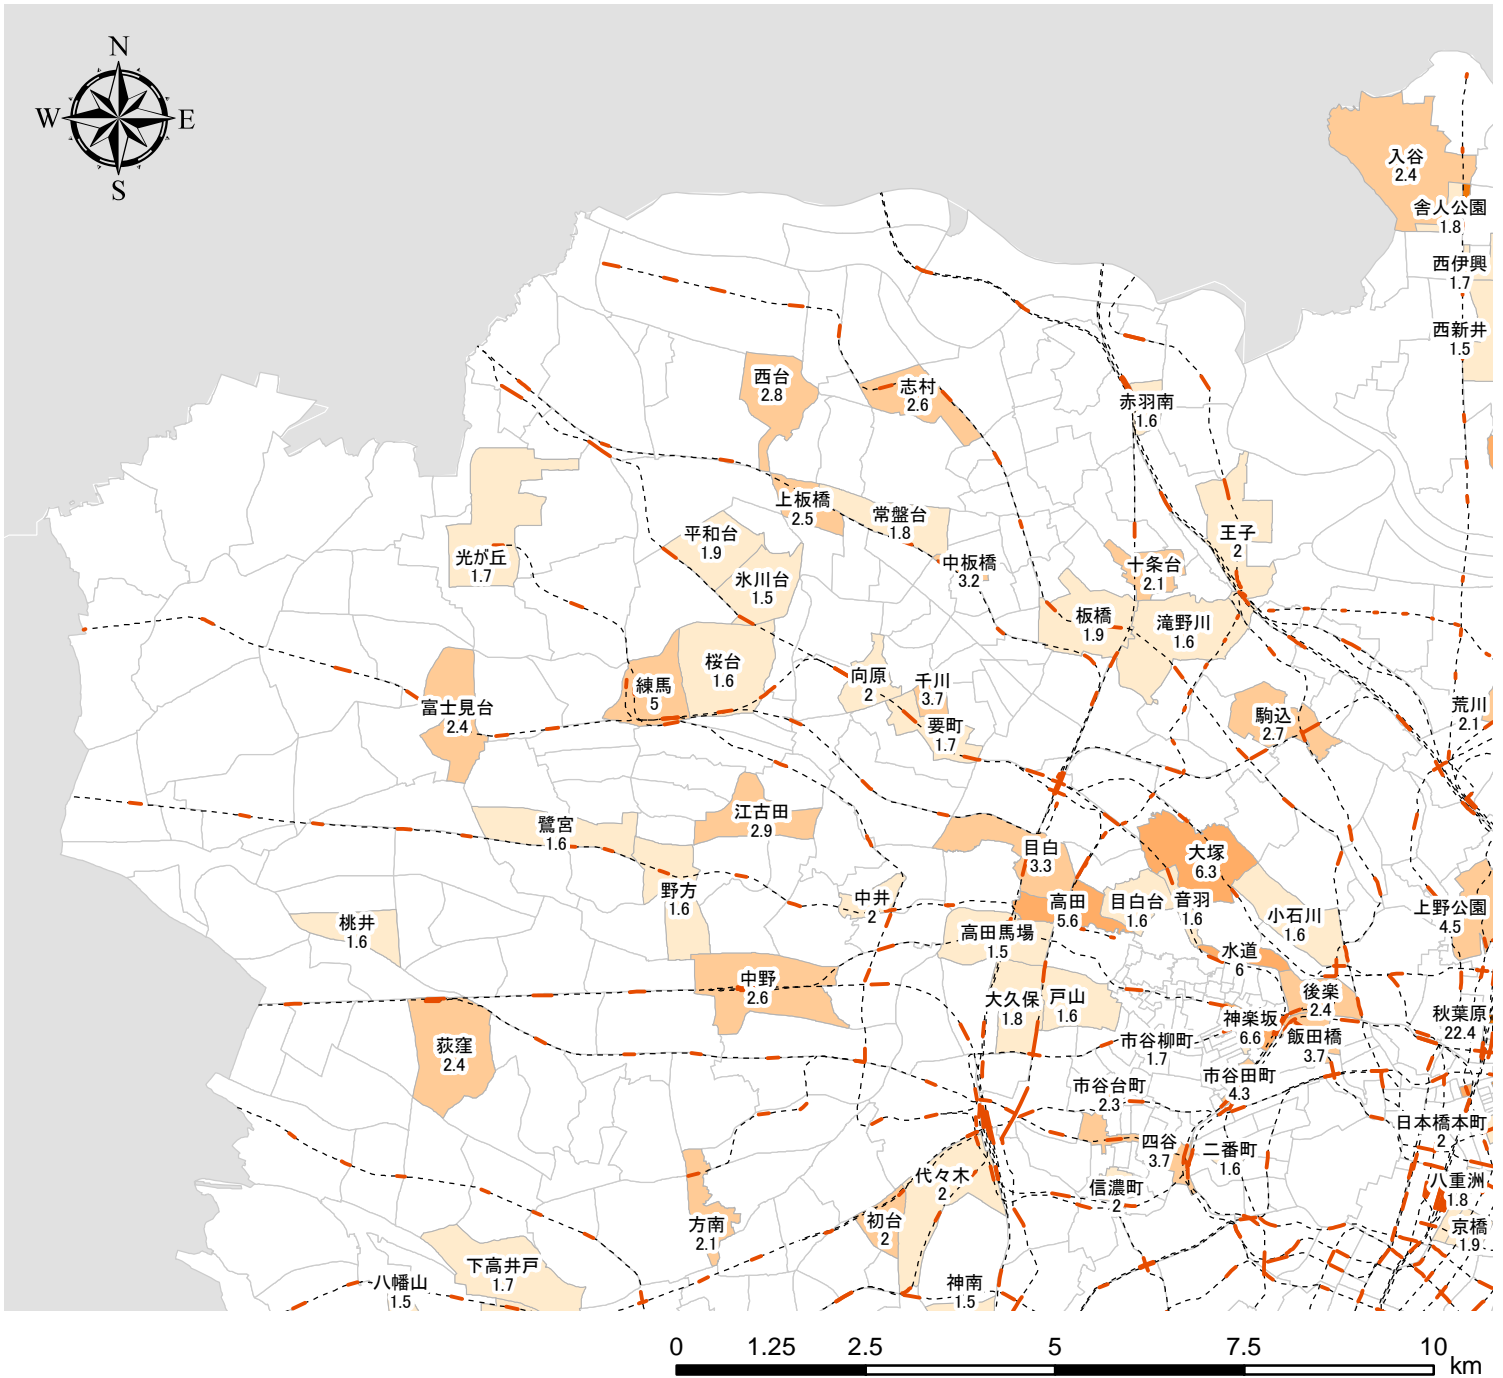 N
W
E
S
入谷
2.4
舎人公園
1.8
西伊興
1.7
西新井
1.5
西台
2.8
志村
2.6
赤羽南
1.6
上板橋
2.5
常盤台
1.8
平和台
1.9
氷川台
1.5
光が丘
1.7
中板橋
3.2
王子
2
十条台
2.1
板橋
1.9
滝野川
1.6
桜台
1.6
練馬
5
向原
2
千川
3.7
富士見台
2.4
要町
1.7
駒込
2.7
荒川
2.1
江古田
2.9
鷺宮
1.6
目白
3.3
大塚
6.3
野方
1.6
中井
2
高田
5.6
目白台
1.6
音羽
1.6
小石川
1.6
上野公園
4.5
桃井
1.6
高田馬場
1.5
水道
6
中野
2.6
大久保
1.8
戸山
1.6
後楽
2.4
神楽坂
6.6
飯田橋
3.7
秋葉原
22.4
荻窪
2.4
市谷柳町
1.7
市谷台町
2.3
市谷田町
4.3
日本橋本町
2
四谷
3.7
二番町
1.6
代々木
2
信濃町
2
八重洲
1.8
方南
2.1
初台
2
京橋
1.9
下高井戸
1.7
八幡山
1.5
神南
1.5
0 1.25 2.5 5 7.5 10
km